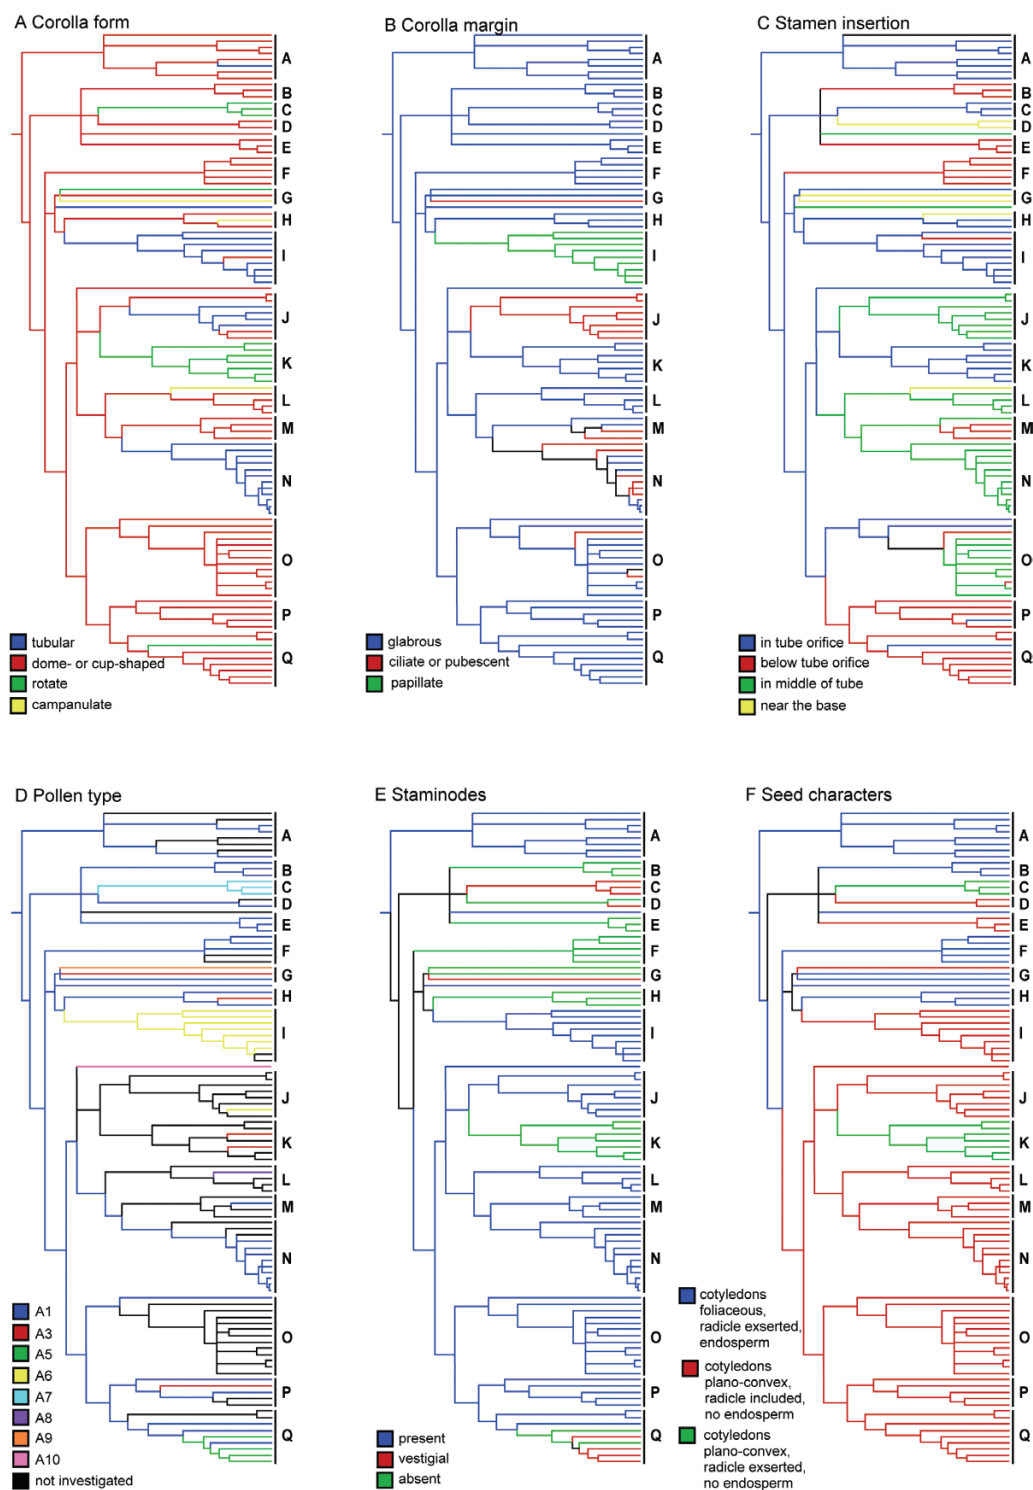 A Corolla form
A
B
C
D
E
F
G
H
I
J
K
L
M
N
O
P
Q
tubular
dome- or cup-shaped
rotate
campanulate
B Corolla margin
A
B
C
D
E
F
G
H
I
J
K
L
M
N
O
P
Q
glabrous
ciliate or pubescent
papillate
C Stamen insertion
A
B
C
D
E
F
G
H
I
J
K
L
M
N
O
P
Q
in tube orifice
below tube orifice
in middle of tube
near the base
D Pollen type
A
B
C
D
E
F
G
H
I
J
K
L
M
N
O
P
Q
A1
A3
A5
A6
A7
A8
A9
A10
not investigated
E Staminodes
A
B
C
D
E
F
G
H
I
J
K
L
M
N
O
P
Q
present
vestigial
absent
F Seed characters
A
B
C
D
E
F
G
H
I
J
K
L
M
N
O
P
Q
cotyledons
foliaceous,
radicle exserted,
endosperm
cotyledons
plano-convex,
radicle included,
no endosperm
cotyledons
plano-convex,
radicle exserted,
no endosperm